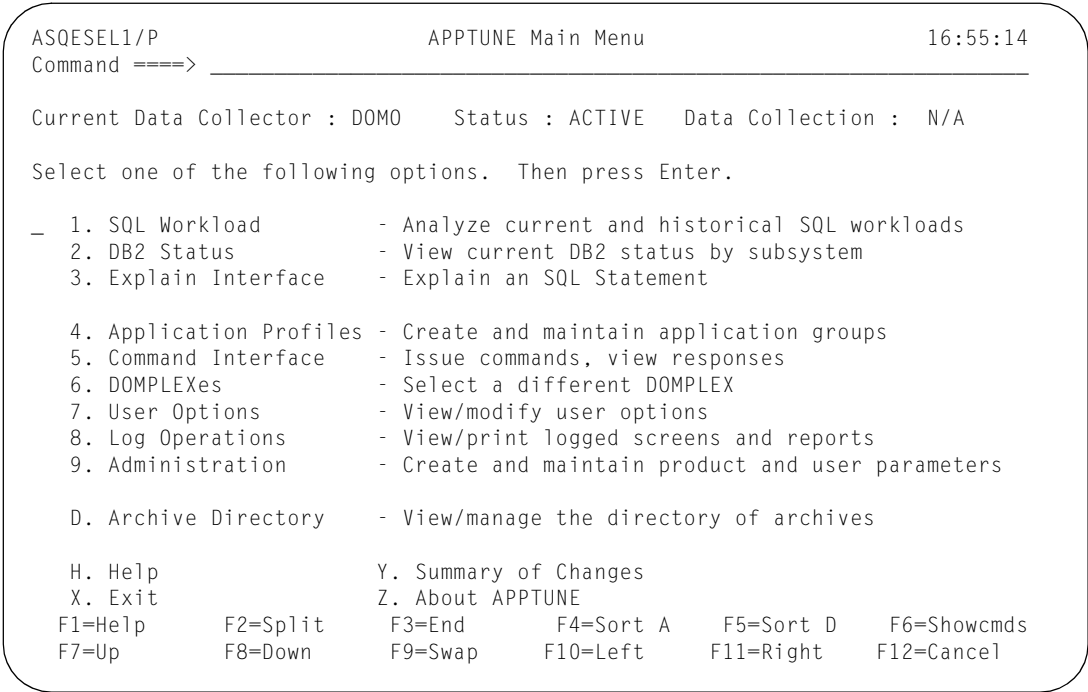 ASQESEL1/P                     APPTUNE Main Menu                      16:55:14
Command ====> ________________________________________________________________
Current Data Collector : DOMO    Status : ACTIVE   Data Collection :  N/A
Select one of the following options.  Then press Enter.
_  1. SQL Workload         - Analyze current and historical SQL workloads
   2. DB2 Status           - View current DB2 status by subsystem
   3. Explain Interface    - Explain an SQL Statement
   4. Application Profiles - Create and maintain application groups
   5. Command Interface    - Issue commands, view responses
   6. DOMPLEXes            - Select a different DOMPLEX
   7. User Options         - View/modify user options
   8. Log Operations       - View/print logged screens and reports
   9. Administration       - Create and maintain product and user parameters
   D. Archive Directory    - View/manage the directory of archives
   H. Help                 Y. Summary of Changes
   X. Exit                 Z. About APPTUNE
  F1=Help      F2=Split     F3=End       F4=Sort A    F5=Sort D    F6=Showcmds
  F7=Up        F8=Down      F9=Swap     F10=Left     F11=Right    F12=Cancel